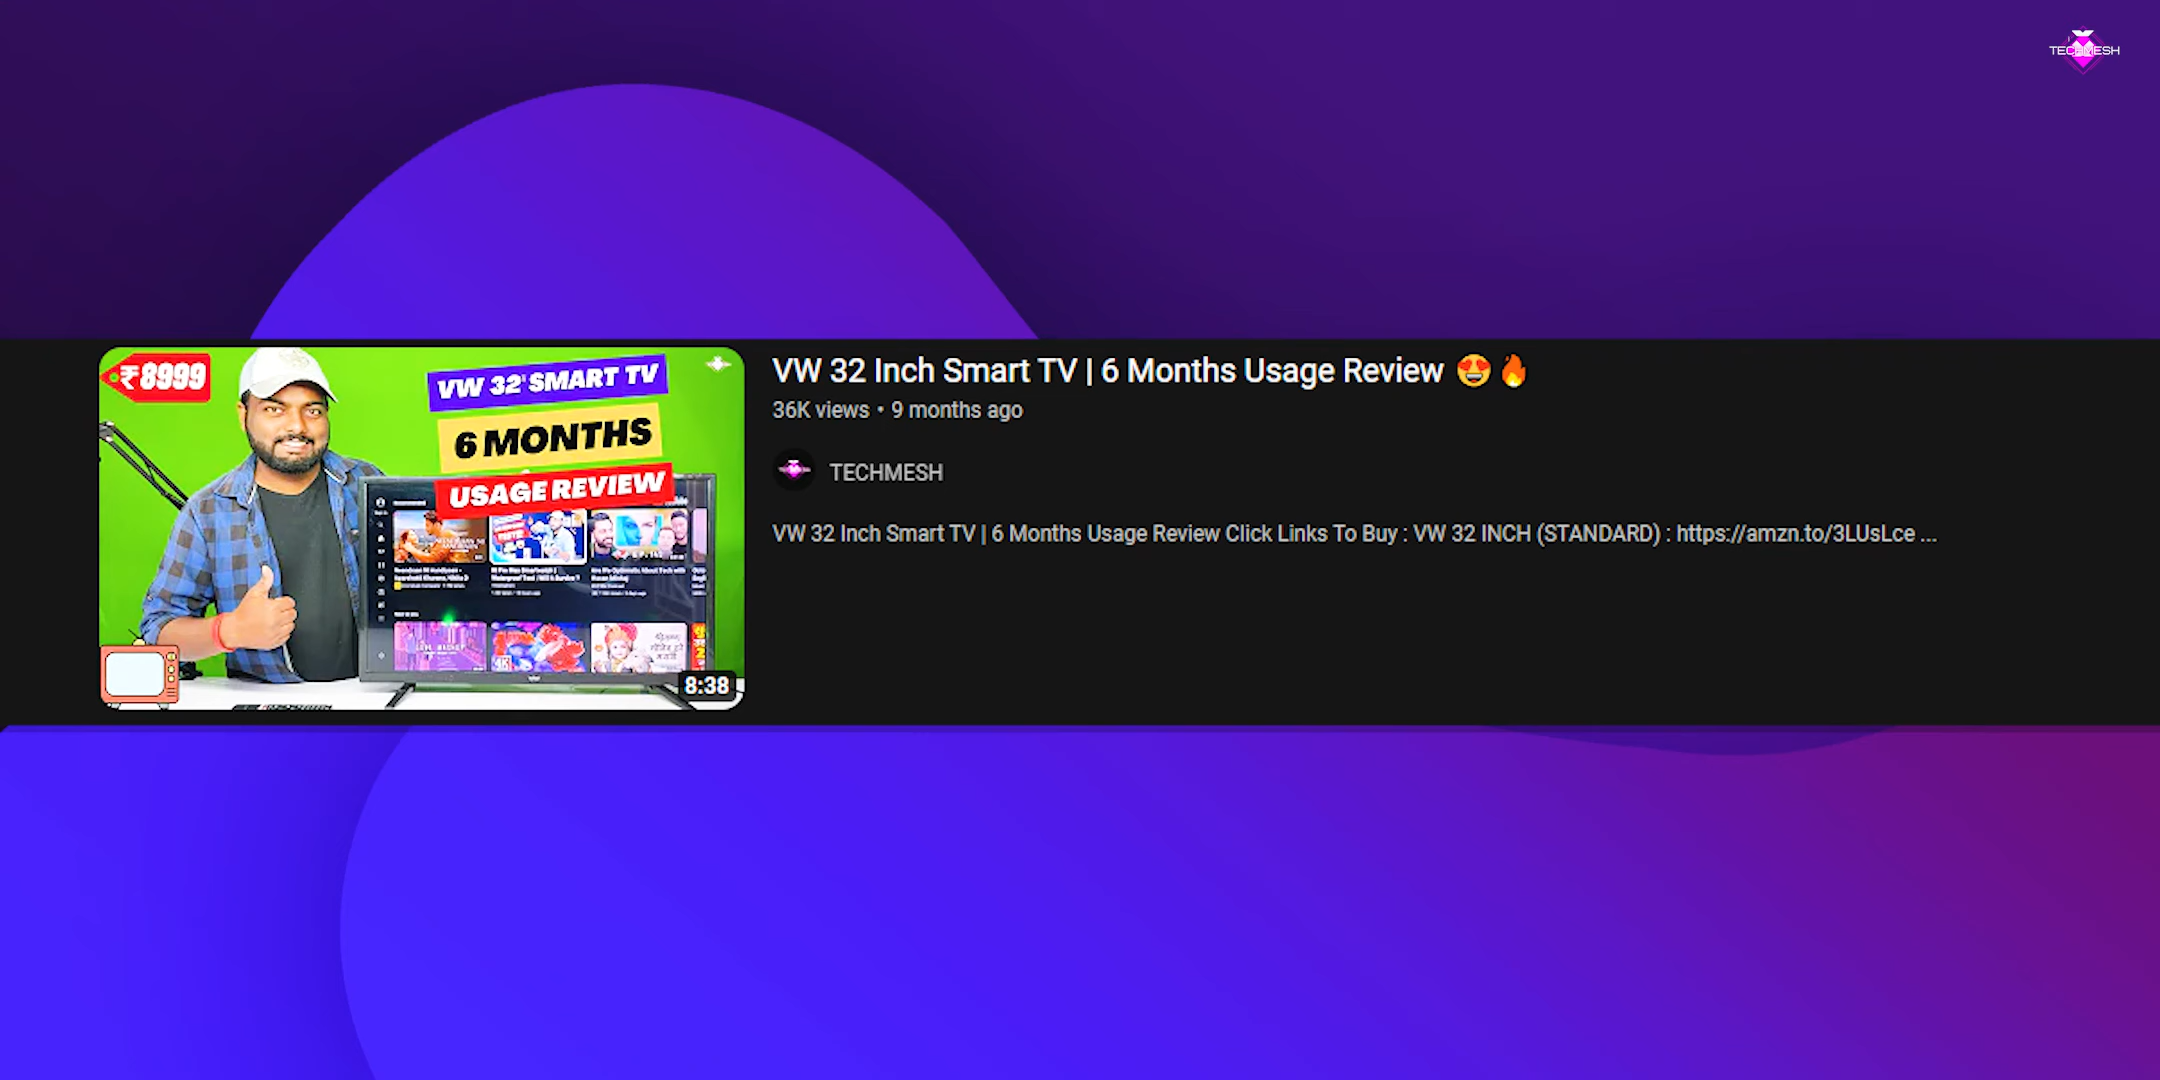 TECHMESH
₹8999
VW 32" SMART TV
6 MONTHS
USAGE REVIEW
8:38
VW 32 Inch Smart TV | 6 Months Usage Review 😍🔥
36K views • 9 months ago
TECHMESH
VW 32 Inch Smart TV | 6 Months Usage Review Click Links To Buy : VW 32 INCH (STANDARD) : https://amzn.to/3LUsLce ...
4K